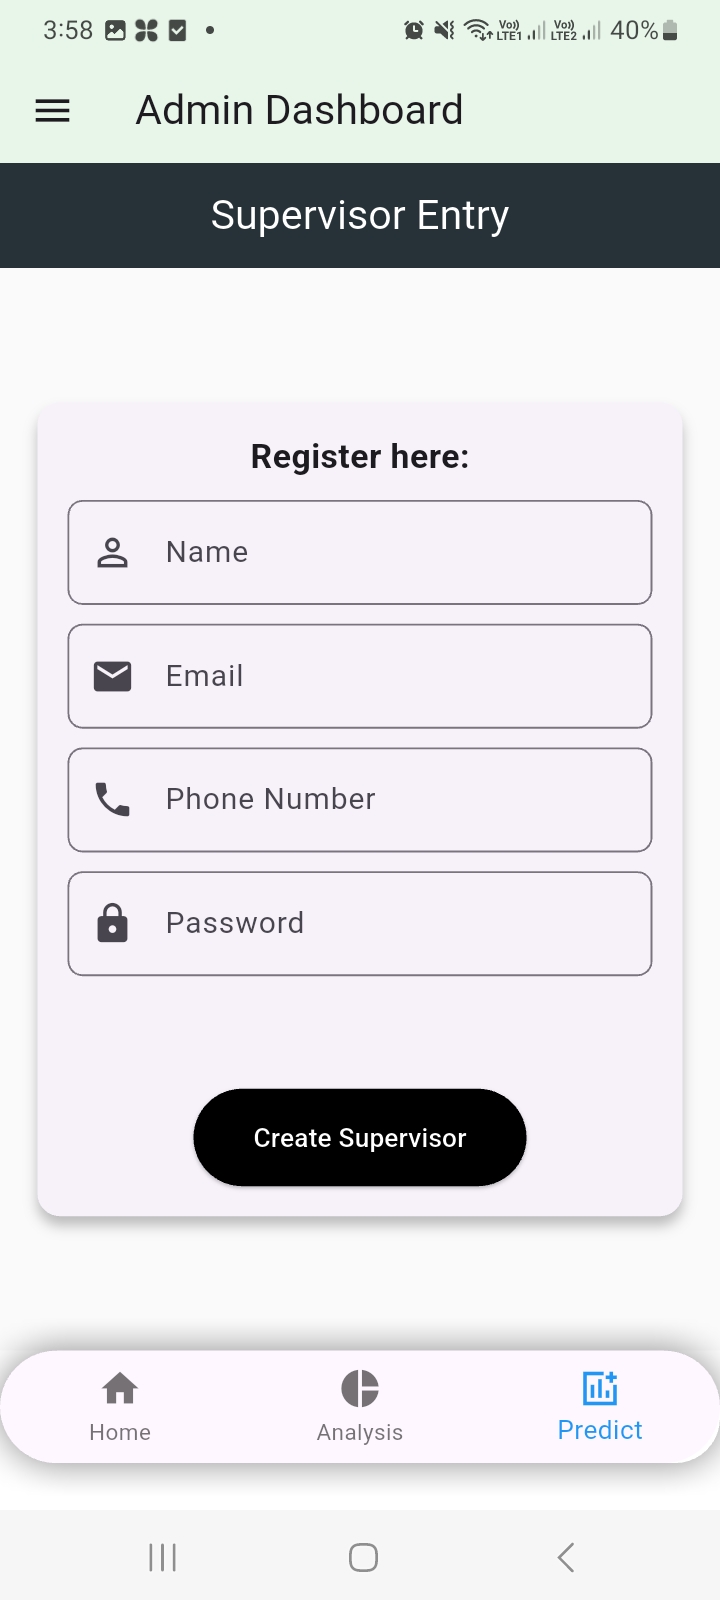 3:58 Vo)) LTE1 Vo)) LTE2 40%
Admin Dashboard
Supervisor Entry
Register here:
Name
Email
Phone Number
Password
Create Supervisor
Home Analysis Predict